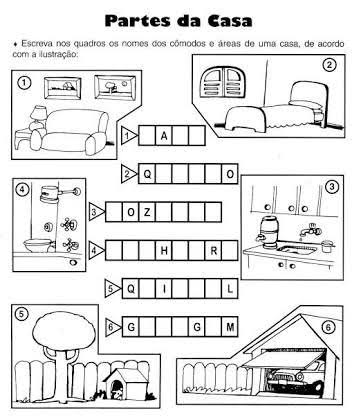 Partes da Casa
♦ Escreva nos quadros os nomes dos cômodos e áreas de uma casa, de acordo
com a ilustração:
1
2
1 A
2 Q O
4
3
3 O Z
4 H R
5 Q I L
5
6
6 G G M